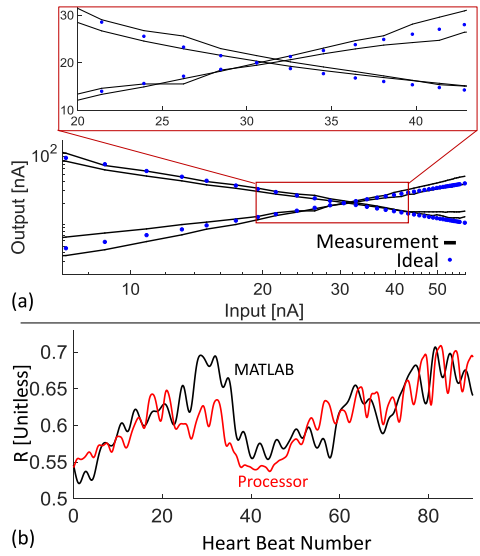 30
20
10
20
25
30
35
40
10²
Output [nA]
Measurement
Ideal
10
20
30
40
50
Input [nA]
(a)
0.7
0.65
0.6
0.55
0.5
R [Unitless]
MATLAB
Processor
0
20
40
60
80
Heart Beat Number
(b)